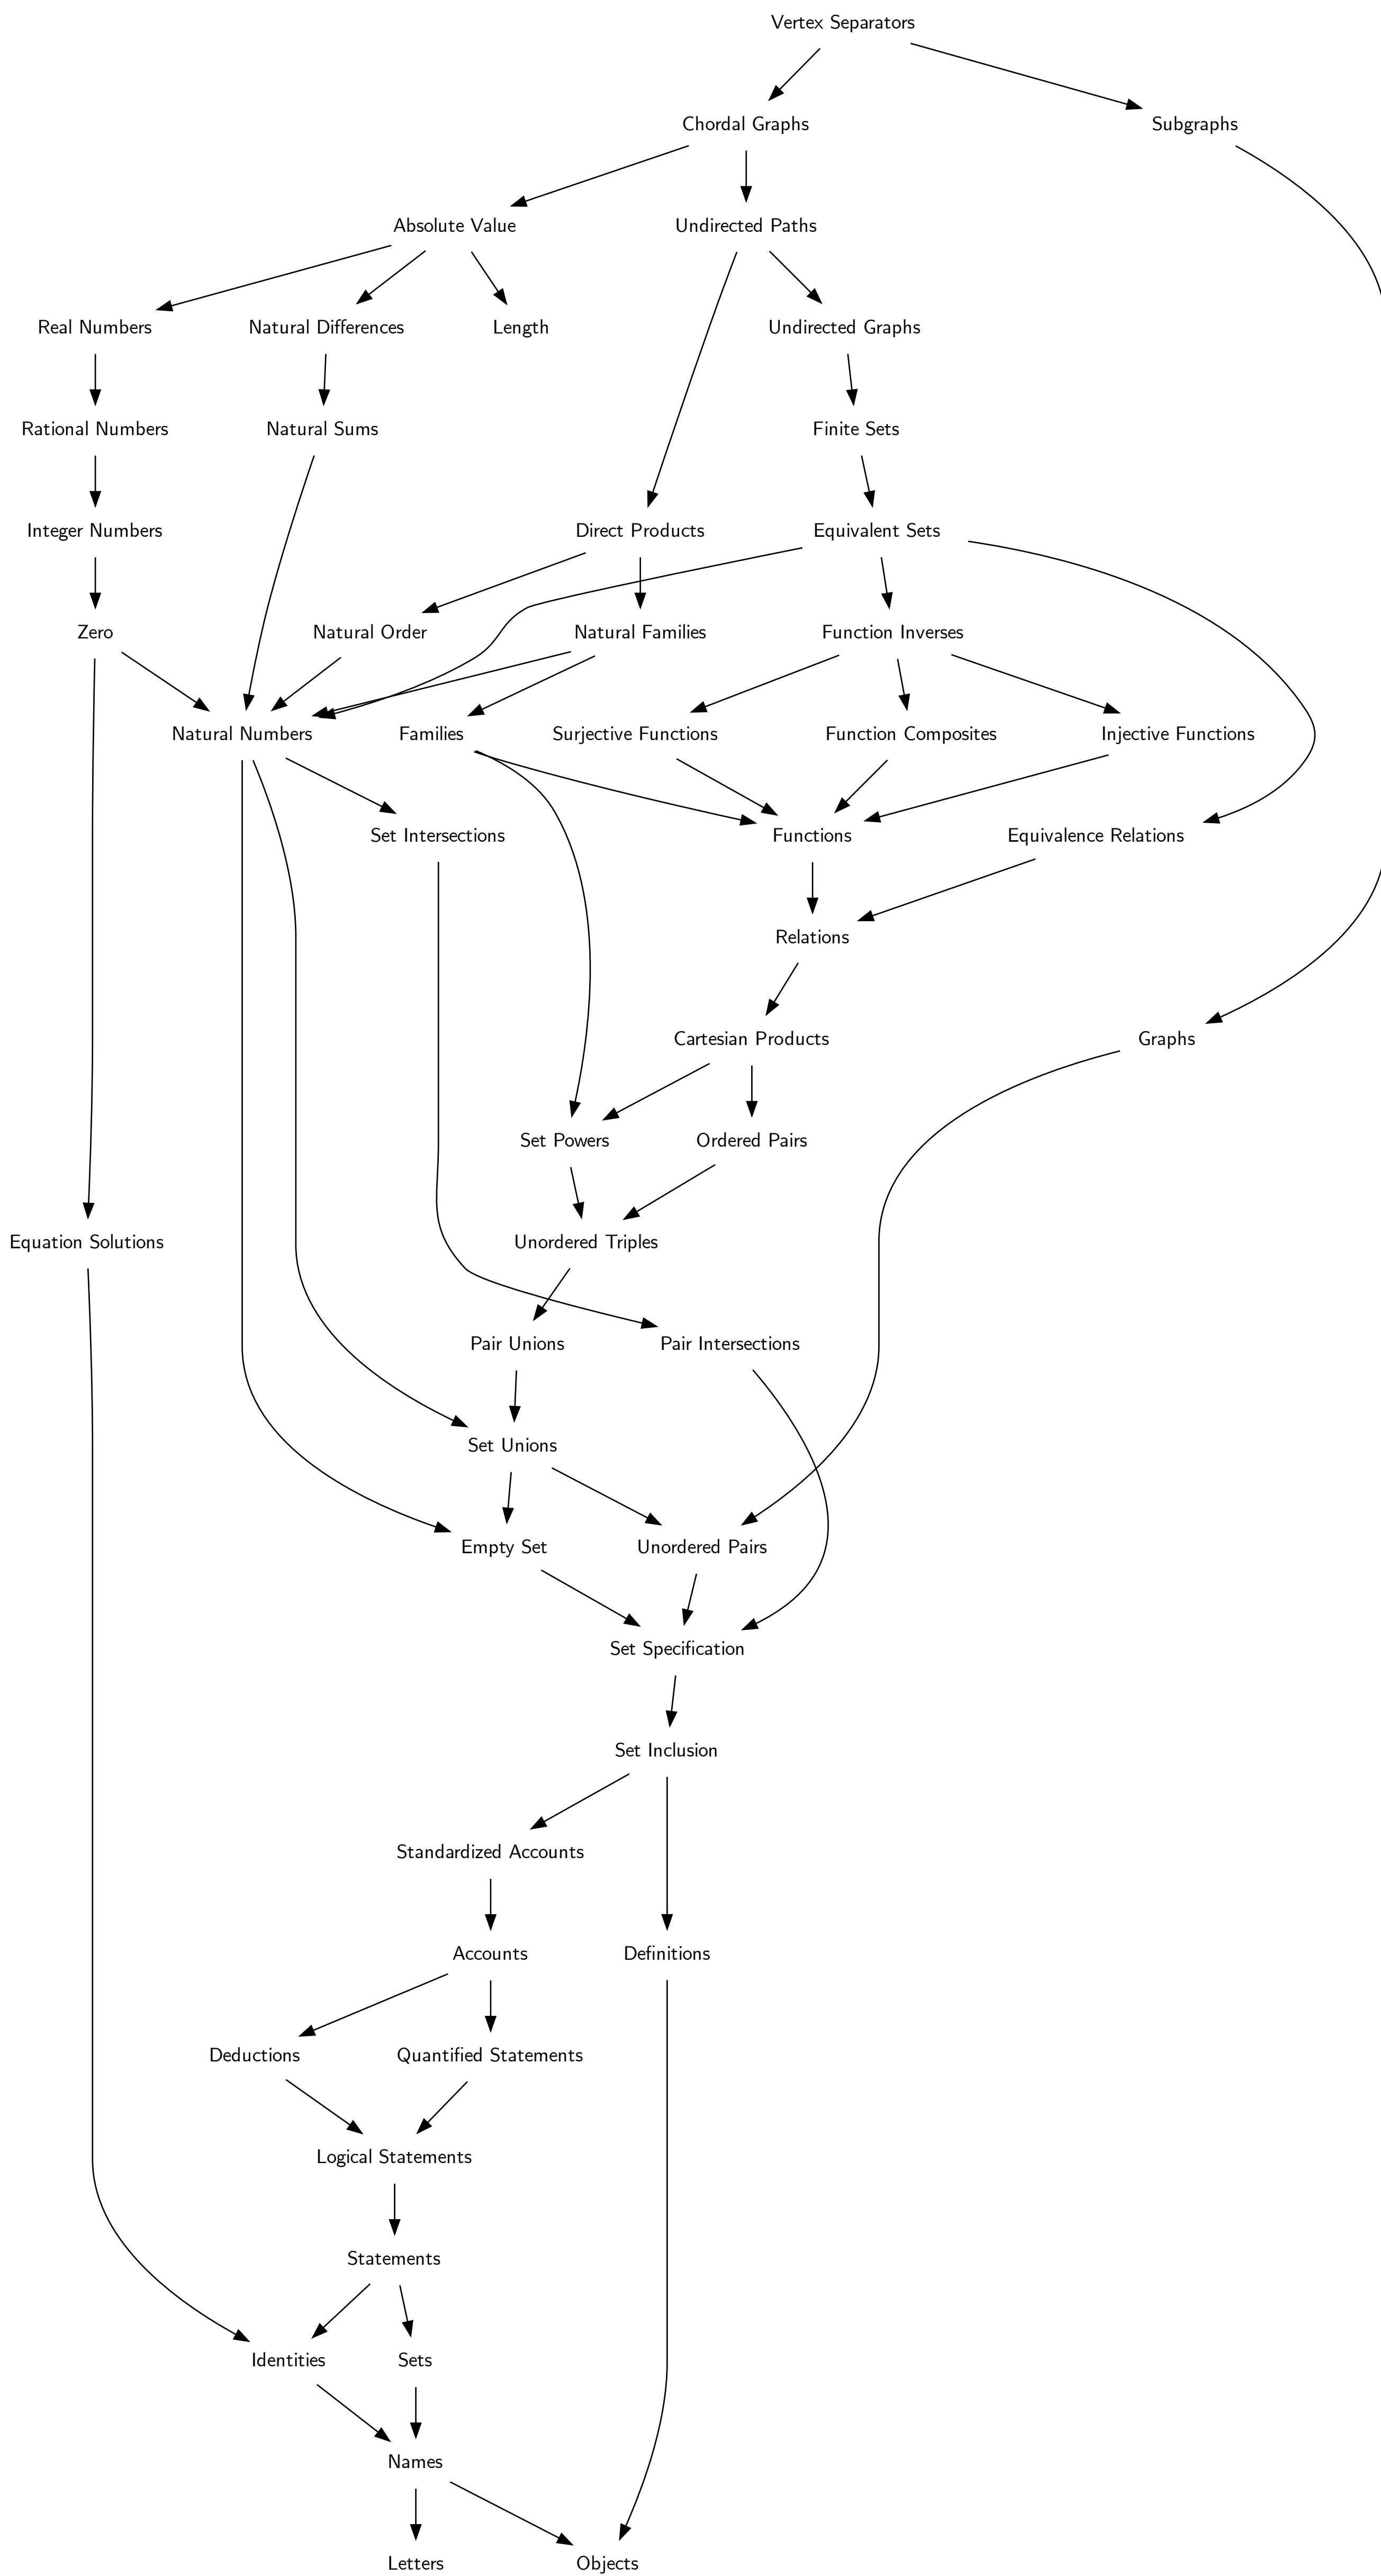 Vertex Separators
Chordal Graphs
Subgraphs
Absolute Value
Undirected Paths
Real Numbers
Natural Differences
Length
Undirected Graphs
Rational Numbers
Natural Sums
Finite Sets
Integer Numbers
Direct Products
Equivalent Sets
Zero
Natural Order
Natural Families
Function Inverses
Natural Numbers
Families
Surjective Functions
Function Composites
Injective Functions
Set Intersections
Functions
Equivalence Relations
Relations
Cartesian Products
Graphs
Set Powers
Ordered Pairs
Equation Solutions
Unordered Triples
Pair Unions
Pair Intersections
Set Unions
Empty Set
Unordered Pairs
Set Specification
Set Inclusion
Standardized Accounts
Accounts
Definitions
Deductions
Quantified Statements
Logical Statements
Statements
Identities
Sets
Names
Letters
Objects